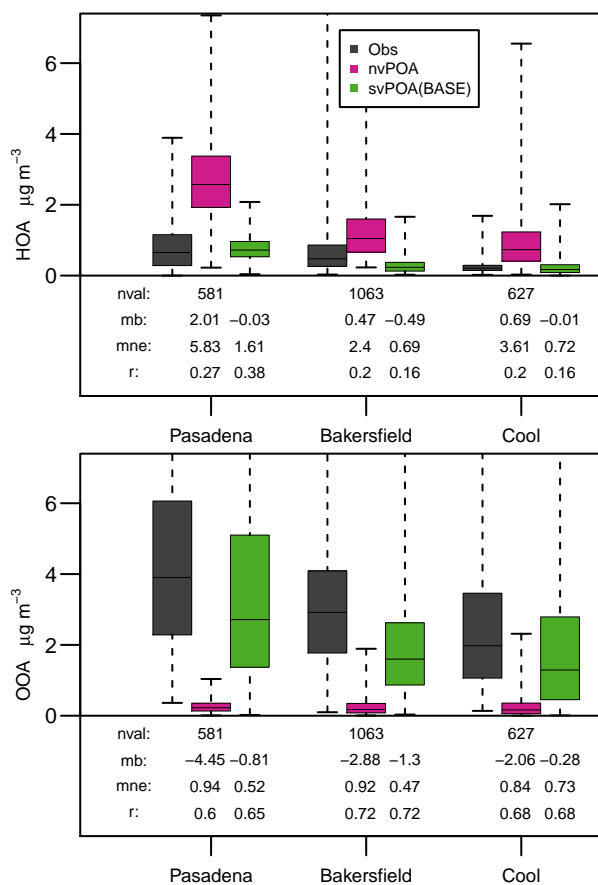 6
4
2
0
HOA µg m−3
Obs
nvPOA
svPOA(BASE)
nval: 581 1063 627
mb: 2.01 −0.03 0.47 −0.49 0.69 −0.01
mne: 5.83 1.61 2.4 0.69 3.61 0.72
r: 0.27 0.38 0.2 0.16 0.2 0.16
Pasadena Bakersfield Cool
6
4
2
0
OOA µg m−3
nval: 581 1063 627
mb: −4.45 −0.81 −2.88 −1.3 −2.06 −0.28
mne: 0.94 0.52 0.92 0.47 0.84 0.73
r: 0.6 0.65 0.72 0.72 0.68 0.68
Pasadena Bakersfield Cool